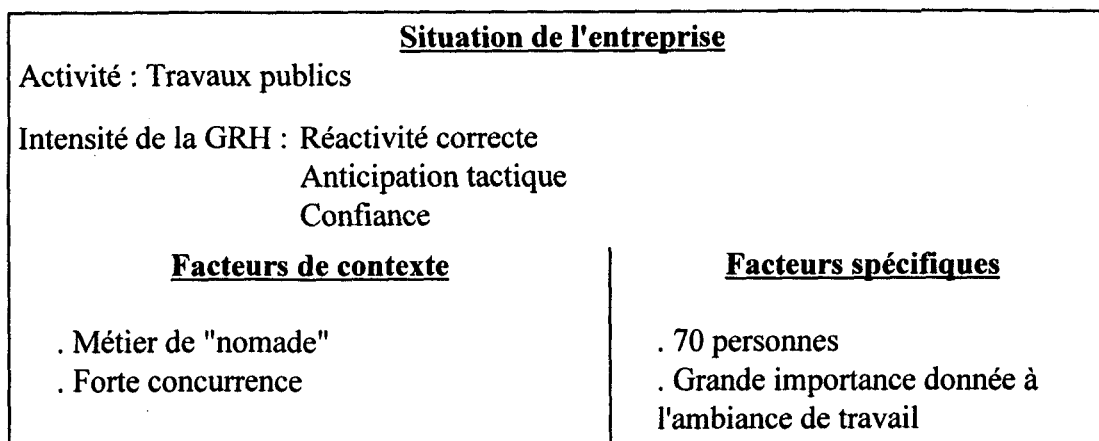 Situation de l'entreprise
Activité : Travaux publics
Intensité de la GRH : Réactivité correcte
Anticipation tactique
Confiance
Facteurs de contexte
. Métier de "nomade"
. Forte concurrence
Facteurs spécifiques
. 70 personnes
. Grande importance donnée à
l'ambiance de travail